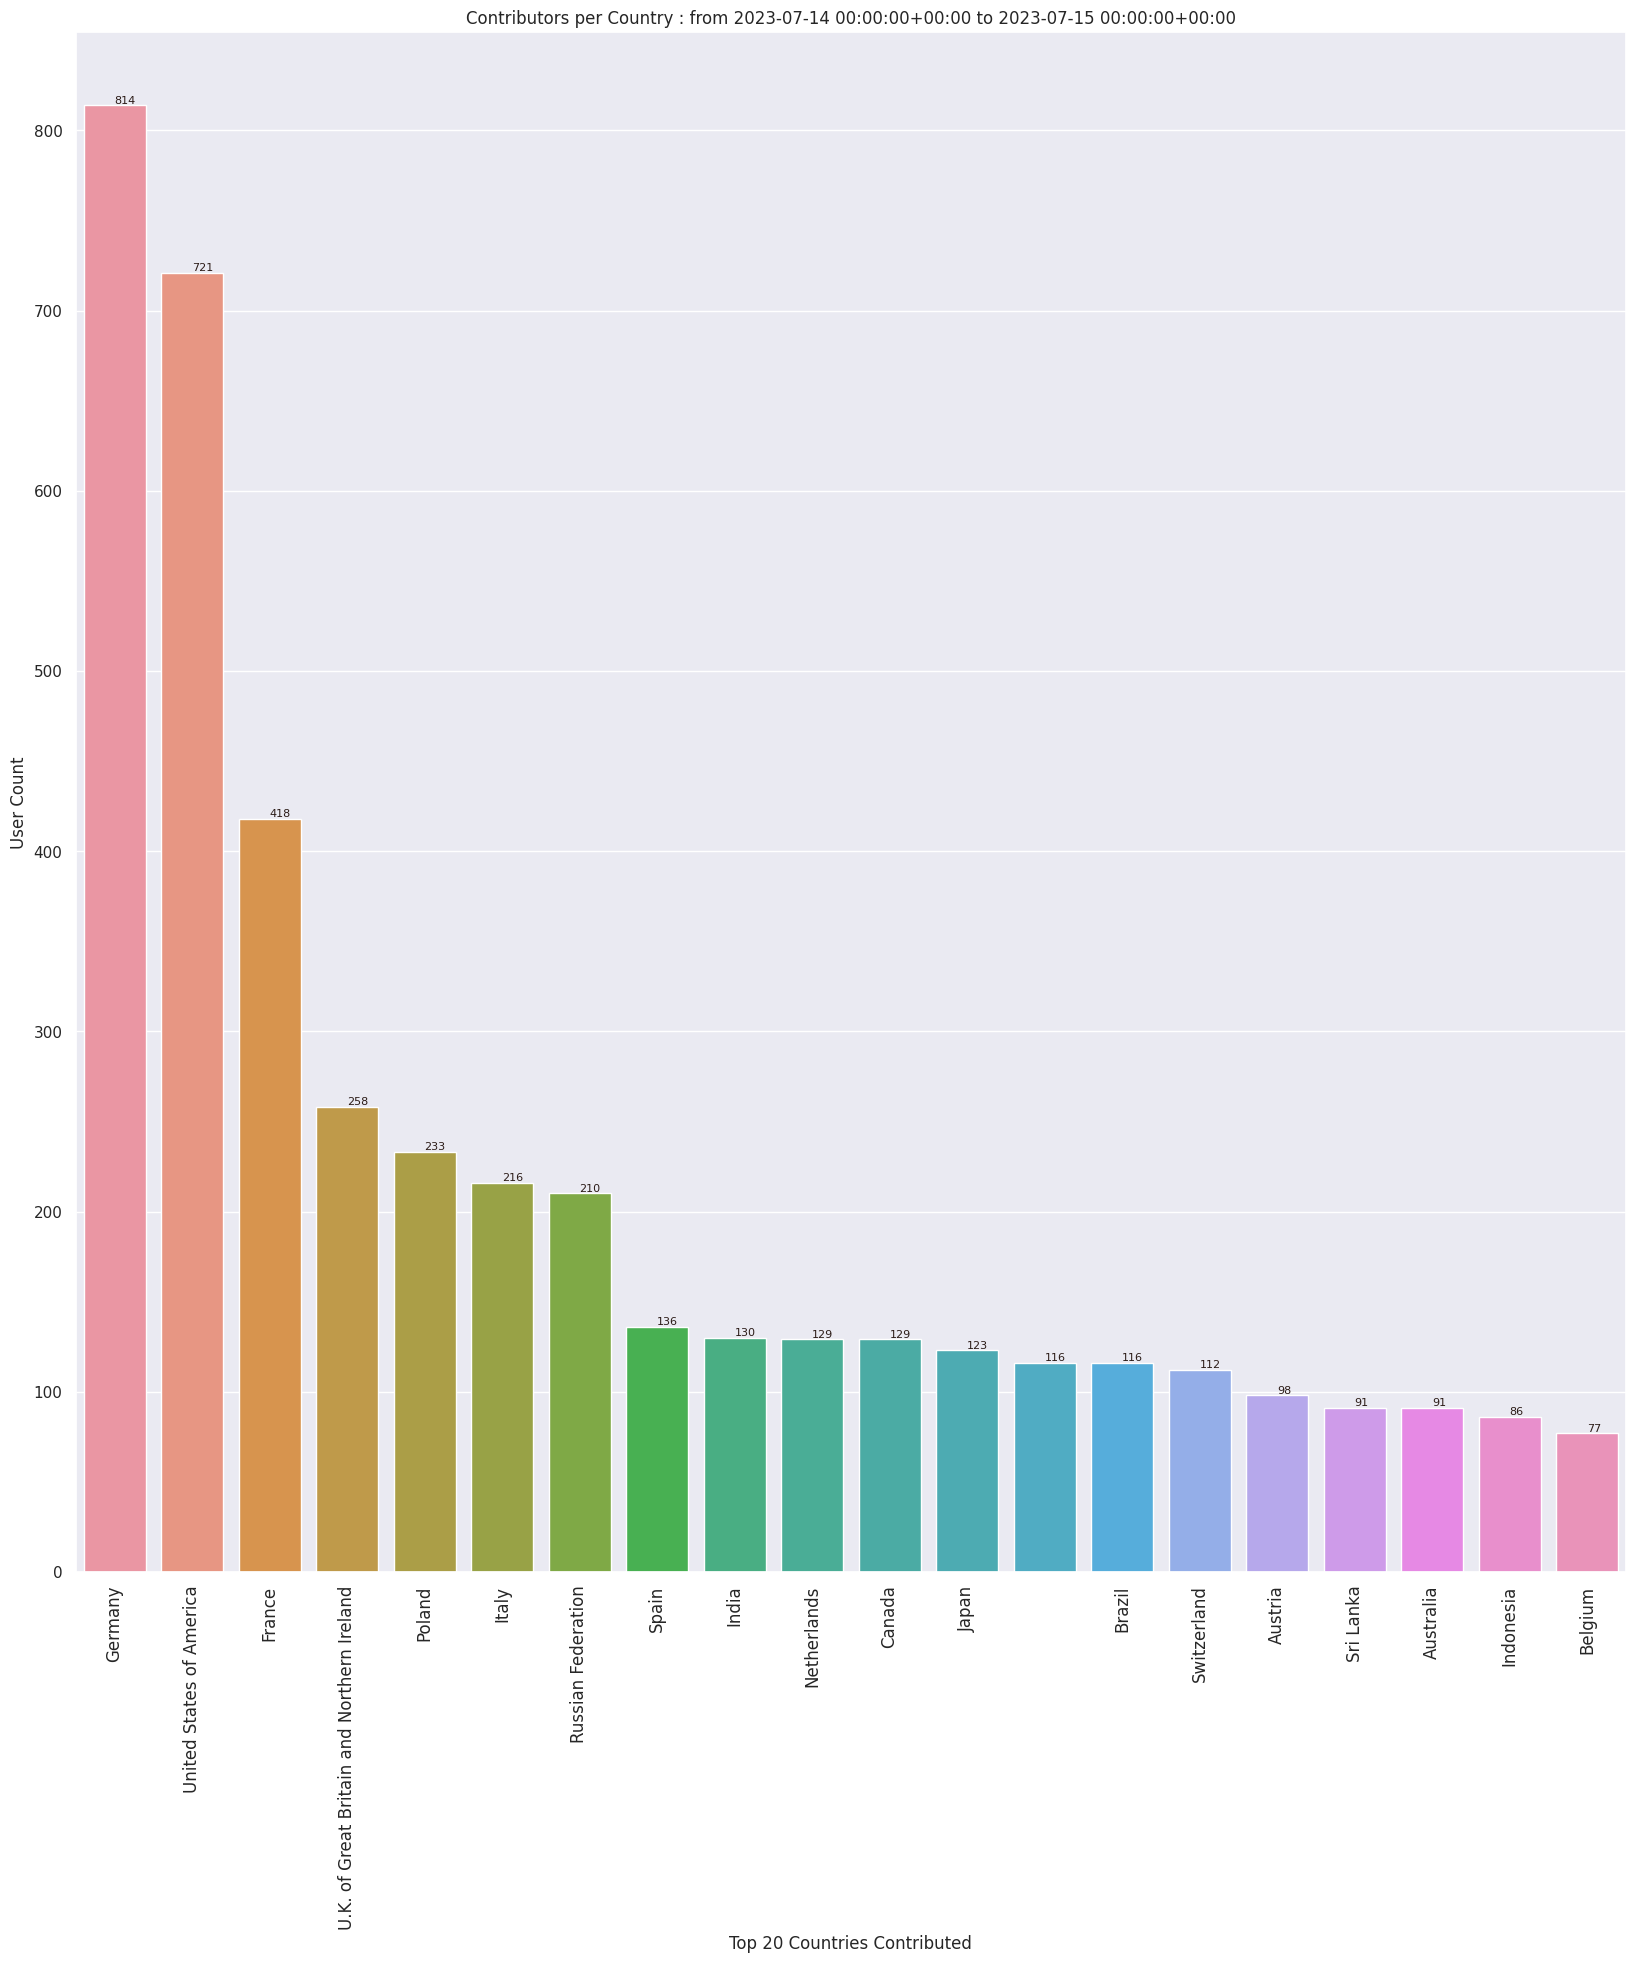 Contributors per Country : from 2023-07-14 00:00:00+00:00 to 2023-07-15 00:00:00+00:00
User Count
800
700
600
500
400
300
200
100
0
814
721
418
258
233
216
210
136
130
129
129
123
116
116
112
98
91
91
86
77
Germany
United States of America
France
U.K. of Great Britain and Northern Ireland
Poland
Italy
Russian Federation
Spain
India
Netherlands
Canada
Japan
Brazil
Switzerland
Austria
Sri Lanka
Australia
Indonesia
Belgium
Top 20 Countries Contributed